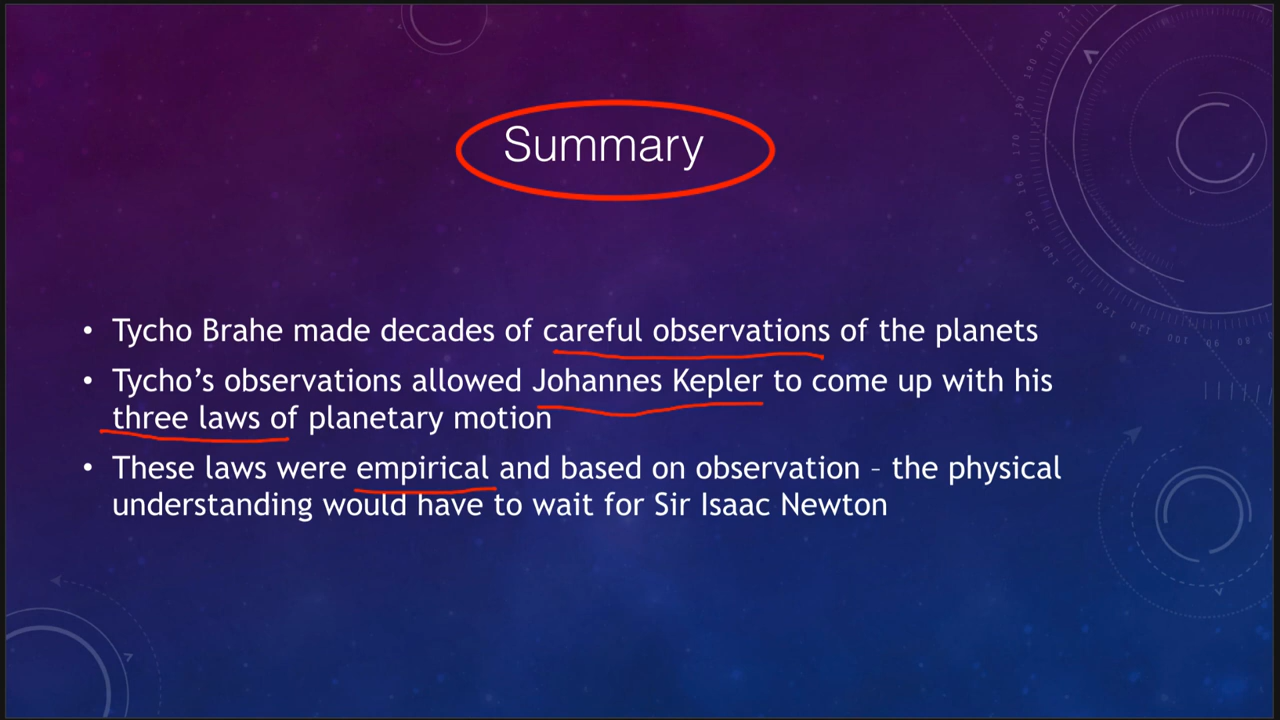 Summary
• Tycho Brahe made decades of careful observations of the planets
• Tycho’s observations allowed Johannes Kepler to come up with his
three laws of planetary motion
• These laws were empirical and based on observation – the physical
understanding would have to wait for Sir Isaac Newton